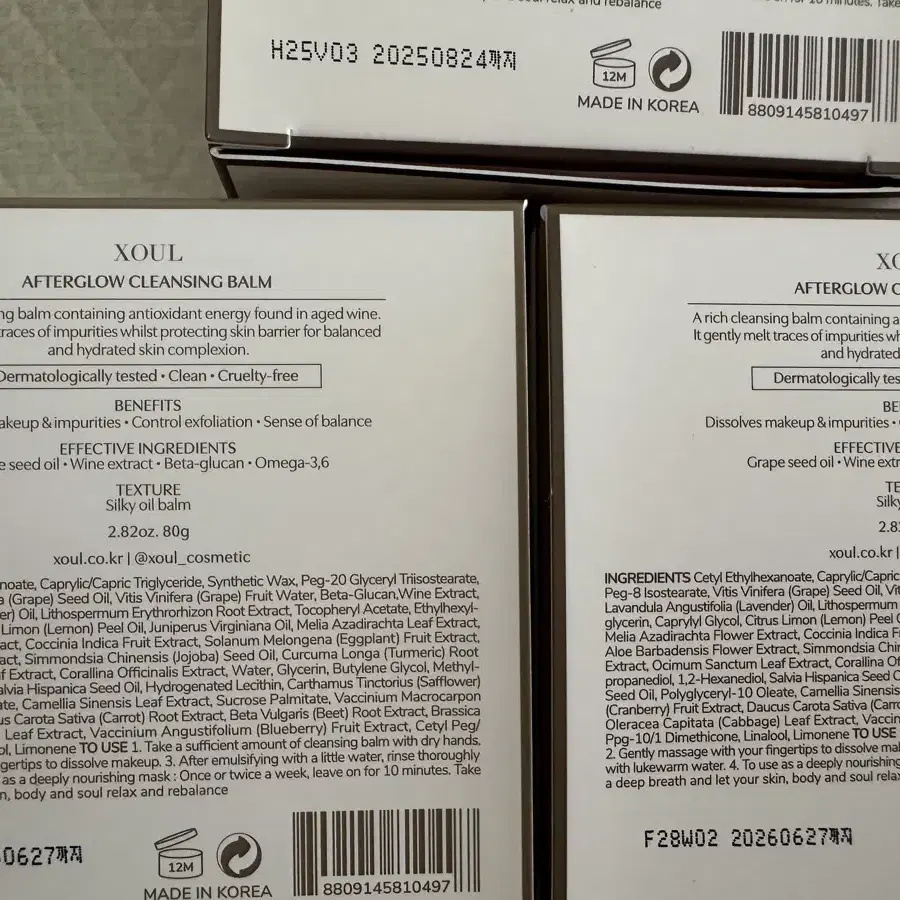 relax and rebalance
10 minutes. Take
H25V03 20250824까지
12M
MADE IN KOREA
8809145810497
XOUL
AFTERGLOW CLEANSING BALM
ng balm containing antioxidant energy found in aged wine.
traces of impurities whilst protecting skin barrier for balanced
and hydrated skin complexion.
Dermatologically tested • Clean • Cruelty-free
BENEFITS
akeup & impurities • Control exfoliation • Sense of balance
EFFECTIVE INGREDIENTS
e seed oil • Wine extract • Beta-glucan • Omega-3,6
TEXTURE
Silky oil balm
2.82oz. 80g
xoul.co.kr | @xoul_cosmetic
noate, Caprylic/Capric Triglyceride, Synthetic Wax, Peg-20 Glyceryl Triisostearate,
a (Grape) Seed Oil, Vitis Vinifera (Grape) Fruit Water, Beta-Glucan,Wine Extract,
er) Oil, Lithospermum Erythrorhizon Root Extract, Tocopheryl Acetate, Ethylhexyl-
Limon (Lemon) Peel Oil, Juniperus Virginiana Oil, Melia Azadirachta Leaf Extract,
act, Coccinia Indica Fruit Extract, Solanum Melongena (Eggplant) Fruit Extract,
act, Simmondsia Chinensis (Jojoba) Seed Oil, Curcuma Longa (Turmeric) Root
f Extract, Corallina Officinalis Extract, Water, Glycerin, Butylene Glycol, Methyl-
alvia Hispanica Seed Oil, Hydrogenated Lecithin, Carthamus Tinctorius (Safflower)
ate, Camellia Sinensis Leaf Extract, Sucrose Palmitate, Vaccinium Macrocarpon
us Carota Sativa (Carrot) Root Extract, Beta Vulgaris (Beet) Root Extract, Brassica
Leaf Extract, Vaccinium Angustifolium (Blueberry) Fruit Extract, Cetyl Peg/
ol, Limonene TO USE 1. Take a sufficient amount of cleansing balm with dry hands.
ngertips to dissolve makeup. 3. After emulsifying with a little water, rinse thoroughly
as a deeply nourishing mask : Once or twice a week, leave on for 10 minutes. Take
n, body and soul relax and rebalance
0627까지
12M
MADE IN KOREA
8809145810497
XO
AFTERGLOW C
A rich cleansing balm containing a
It gently melt traces of impurities wh
and hydrated
Dermatologically tes
BE
Dissolves makeup & impurities •
EFFECTIVE
Grape seed oil • Wine extr
TE
Silky
2.8
xoul.co.kr |
INGREDIENTS Cetyl Ethylhexanoate, Caprylic/Capric
Peg-8 Isostearate, Vitis Vinifera (Grape) Seed Oil, Vit
Lavandula Angustifolia (Lavender) Oil, Lithospermum
glycerin, Caprylyl Glycol, Citrus Limon (Lemon) Peel O
Melia Azadirachta Flower Extract, Coccinia Indica Fr
Aloe Barbadensis Flower Extract, Simmondsia Chin
Extract, Ocimum Sanctum Leaf Extract, Corallina Of
propanediol, 1,2-Hexanediol, Salvia Hispanica Seed O
Seed Oil, Polyglyceryl-10 Oleate, Camellia Sinensis
(Cranberry) Fruit Extract, Daucus Carota Sativa (Carr
Oleracea Capitata (Cabbage) Leaf Extract, Vaccin
Ppg-10/1 Dimethicone, Linalool, Limonene TO USE
2. Gently massage with your fingertips to dissolve mak
with lukewarm water. 4. To use as a deeply nourishing
a deep breath and let your skin, body and soul relax
F28W02 20260627까지